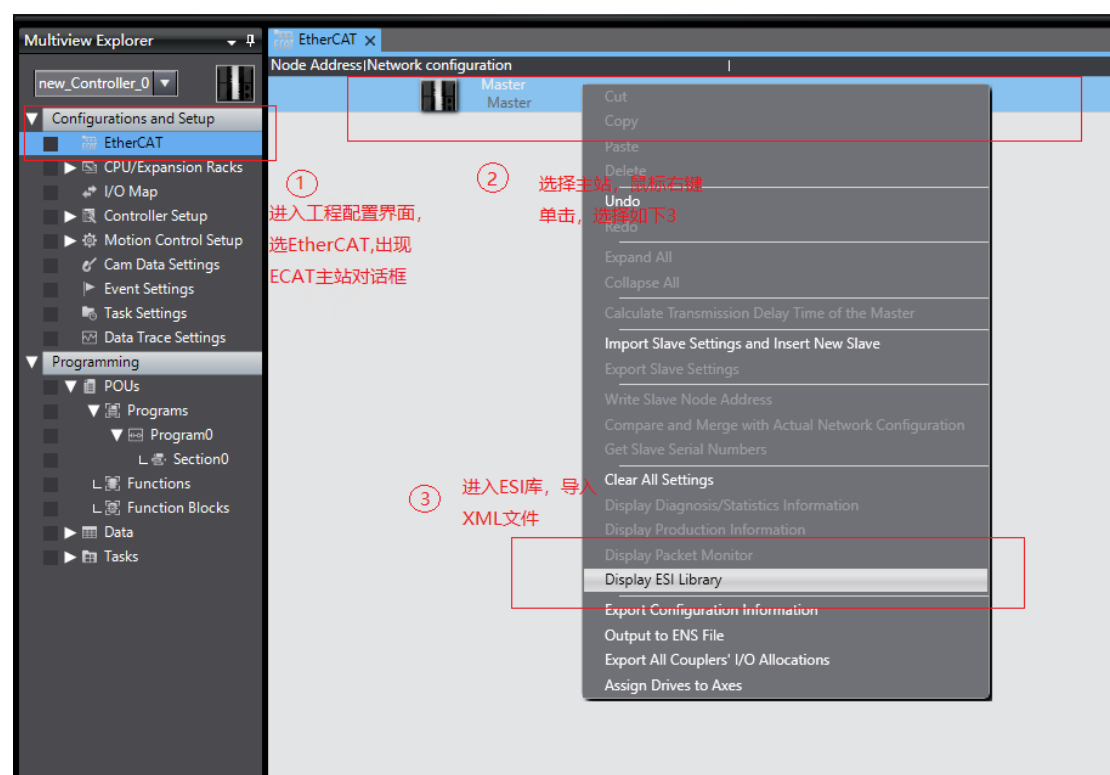 Multiview Explorer
new_Controller_0
Configurations and Setup
EtherCAT
CPU/Expansion Racks
I/O Map
Controller Setup
Motion Control Setup
Cam Data Settings
Event Settings
Task Settings
Data Trace Settings
Programming
POUs
Programs
Program0
Section0
Functions
Function Blocks
Data
Tasks
EtherCAT
Node Address|Network configuration
Master
Master
1
进入工程配置界面，
选EtherCAT,出现
ECAT主站对话框
2
选择主站，鼠标右键
单击，选择如下3
3
进入ESI库，导入
XML文件
Cut
Copy
Paste
Delete
Undo
Redo
Expand All
Collapse All
Calculate Transmission Delay Time of the Master
Import Slave Settings and Insert New Slave
Export Slave Settings
Write Slave Node Address
Compare and Merge with Actual Network Configuration
Get Slave Serial Numbers
Clear All Settings
Display Diagnosis/Statistics Information
Display Production Information
Display Packet Monitor
Display ESI Library
Export Configuration Information
Output to ENS File
Export All Couplers' I/O Allocations
Assign Drives to Axes